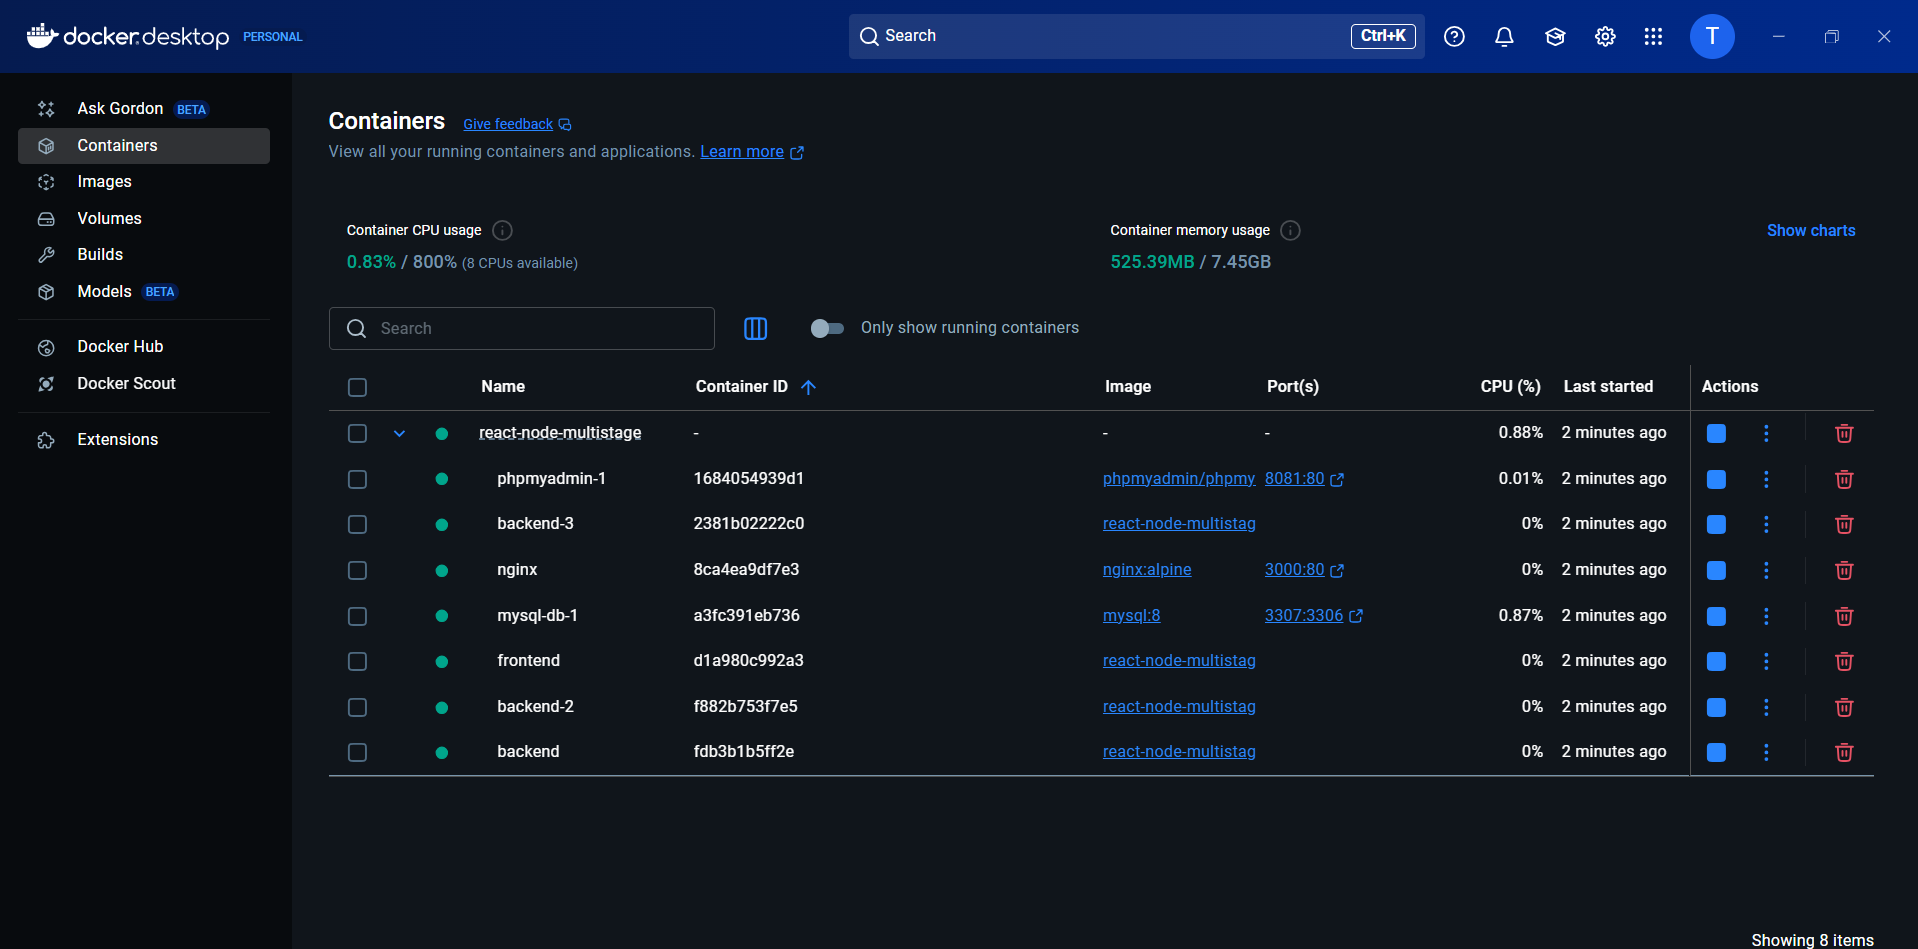 docker.desktop PERSONAL
Search Ctrl+K T
Ask Gordon BETA
Containers
Images
Volumes
Builds
Models BETA
Docker Hub
Docker Scout
Extensions
Containers Give feedback
View all your running containers and applications. Learn more
Container CPU usage
0.83% / 800% (8 CPUs available)
Container memory usage
525.39MB / 7.45GB
Show charts
Search
Only show running containers
Name Container ID Image Port(s) CPU (%) Last started Actions
react-node-multistage - - - 0.88% 2 minutes ago
phpmyadmin-1 1684054939d1 phpmyadmin/phpmy 8081:80 0.01% 2 minutes ago
backend-3 2381b02222c0 react-node-multistag 0% 2 minutes ago
nginx 8ca4ea9df7e3 nginx:alpine 3000:80 0% 2 minutes ago
mysql-db-1 a3fc391eb736 mysql:8 3307:3306 0.87% 2 minutes ago
frontend d1a980c992a3 react-node-multistag 0% 2 minutes ago
backend-2 f882b753f7e5 react-node-multistag 0% 2 minutes ago
backend fdb3b1b5ff2e react-node-multistag 0% 2 minutes ago
Showing 8 items